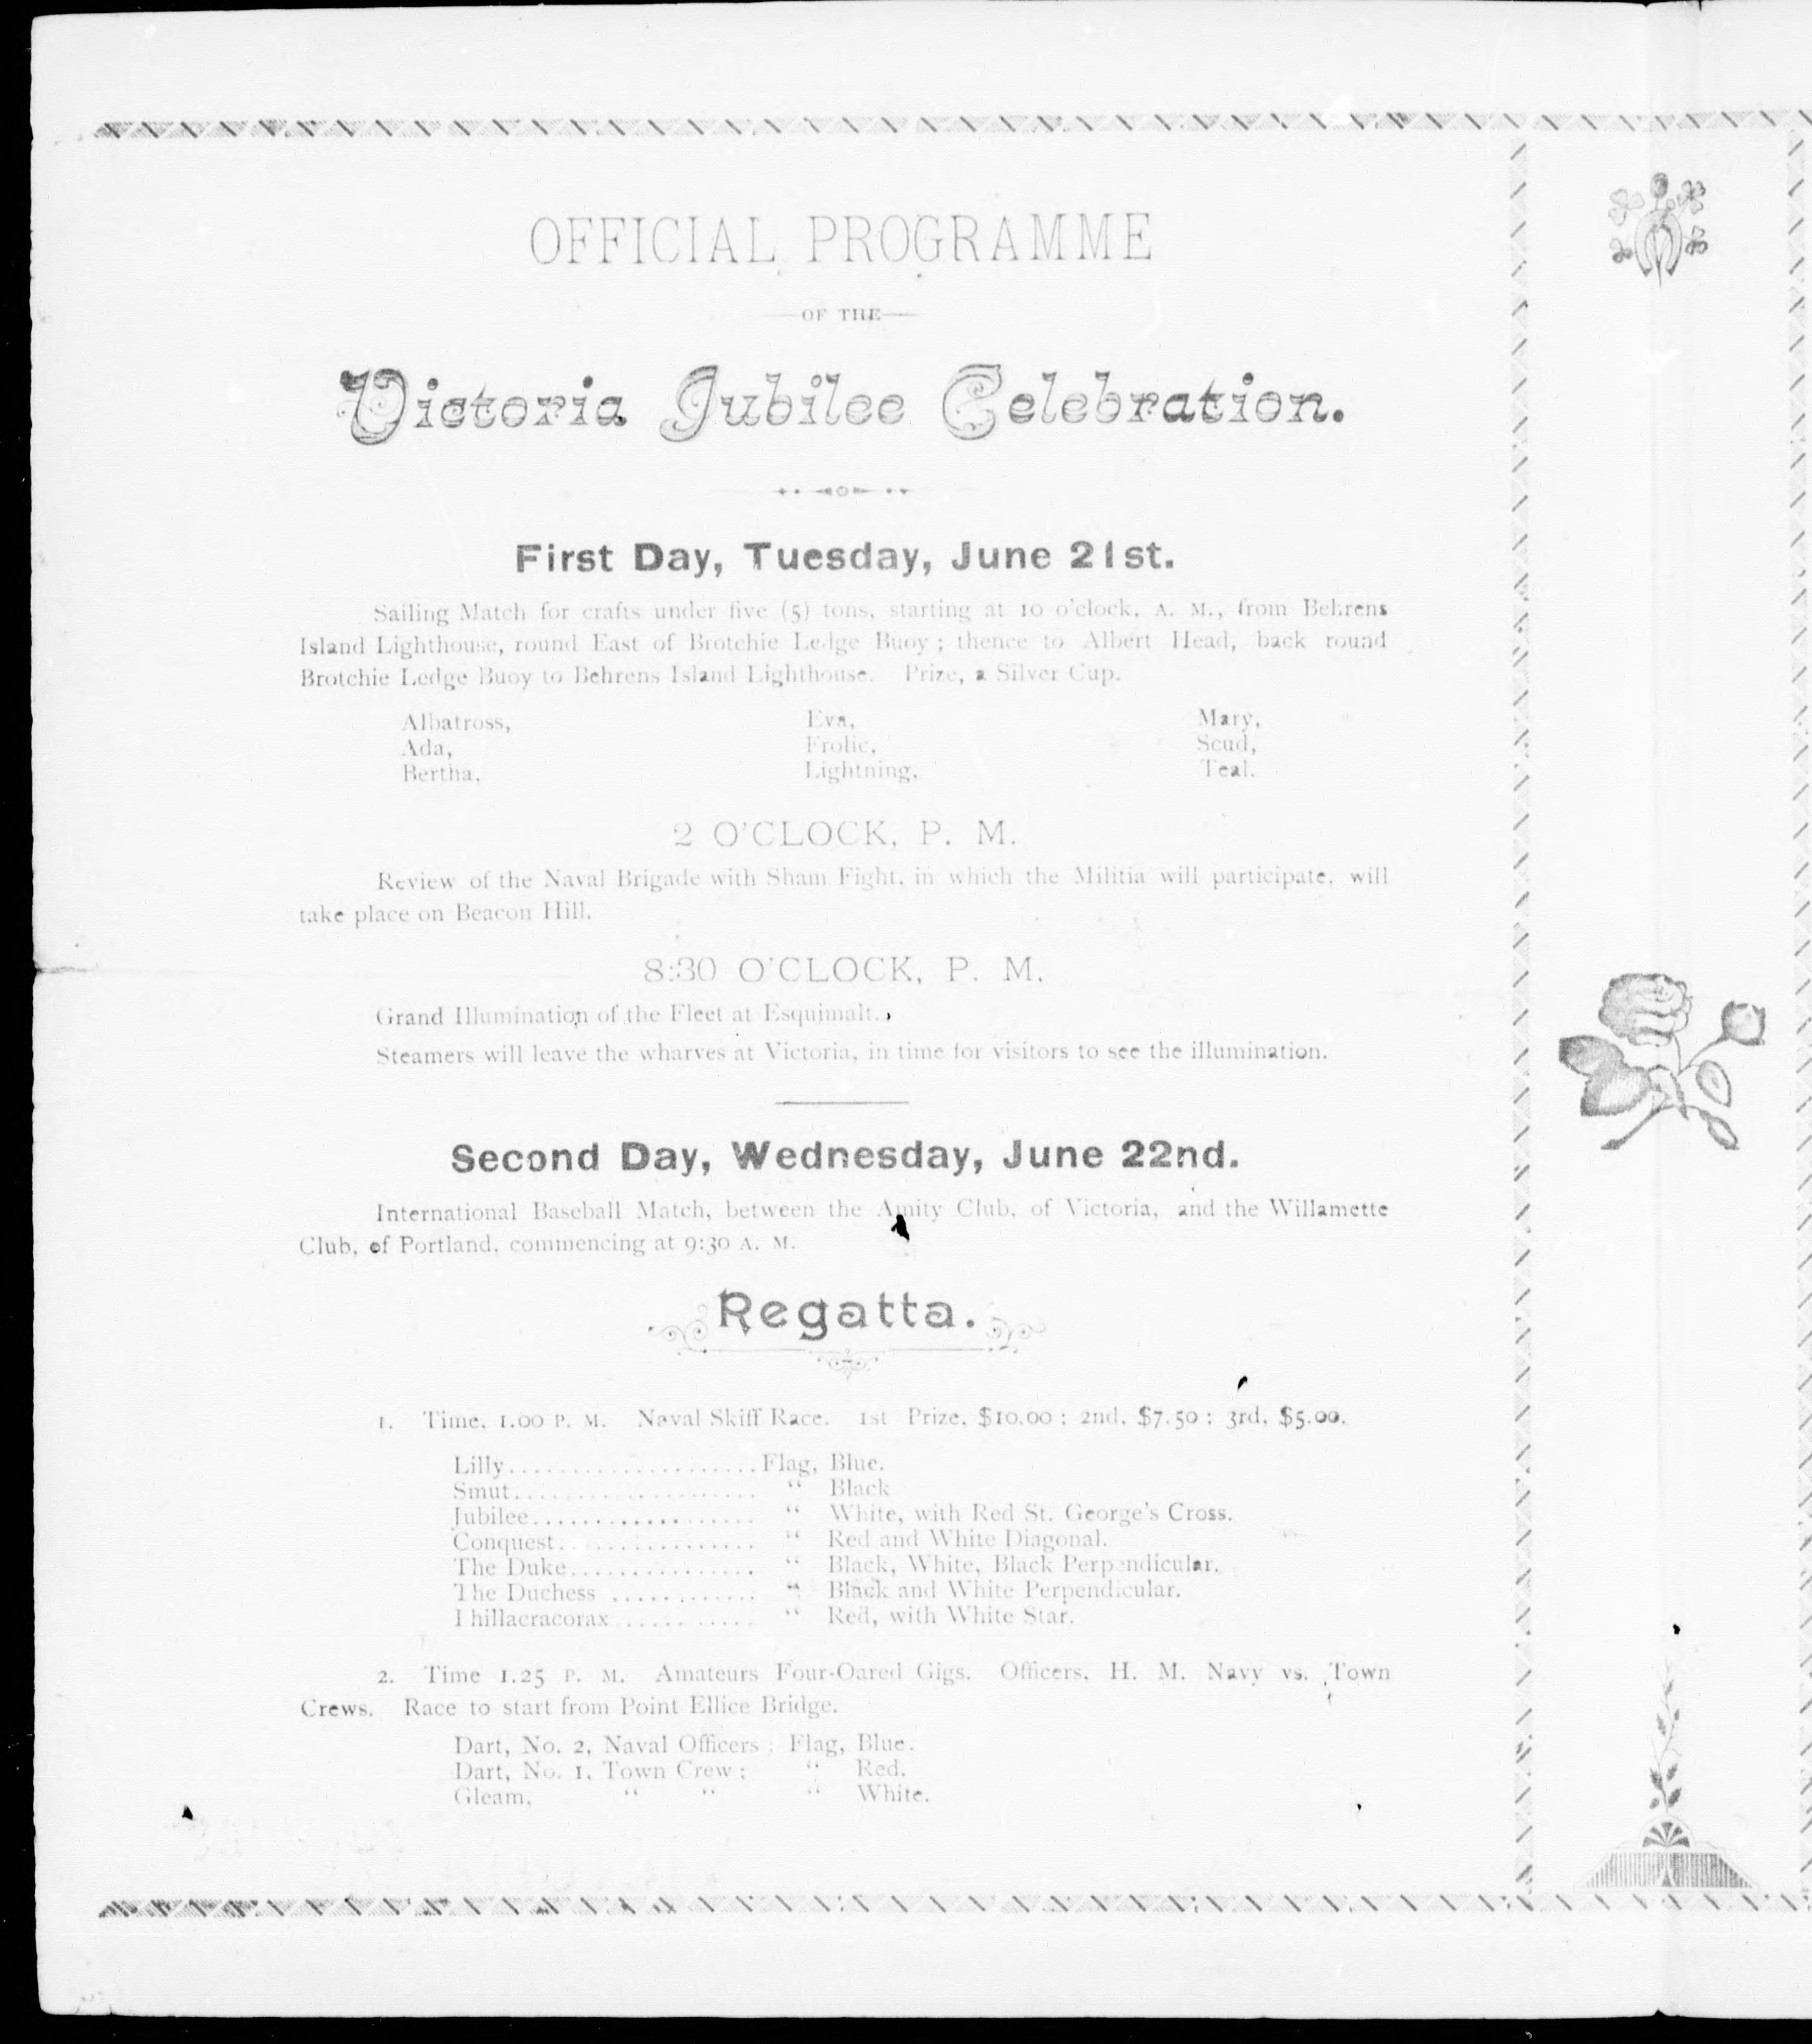 OFFICIAL PROGRAMME
—OF THE—
Victoria Jubilee Celebration.
First Day, Tuesday, June 21st.
Sailing Match for crafts under five (5) tons, starting at 10 o'clock, A. M., from Behrens
Island Lighthouse, round East of Brotchie Ledge Buoy; thence to Albert Head, back round
Brotchie Ledge Buoy to Behrens Island Lighthouse. Prize, a Silver Cup.
Albatross, Eva, Mary,
Ada, Frolic, Scud,
Bertha, Lightning, Teal.
2 O'CLOCK, P. M.
Review of the Naval Brigade with Sham Fight, in which the Militia will participate, will
take place on Beacon Hill.
8:30 O'CLOCK, P. M.
Grand Illumination of the Fleet at Esquimalt.
Steamers will leave the wharves at Victoria, in time for visitors to see the illumination.
Second Day, Wednesday, June 22nd.
International Baseball Match, between the Amity Club, of Victoria, and the Willamette
Club, of Portland, commencing at 9:30 A. M.
Regatta.
1. Time, 1.00 P. M. Naval Skiff Race. 1st Prize, $10.00; 2nd, $7.50; 3rd, $5.00.
Lilly.....................Flag, Blue.
Smut..................... “ Black
Jubilee................... “ White, with Red St. George's Cross.
Conquest................. “ Red and White Diagonal.
The Duke................ “ Black, White, Black Perpendicular.
The Duchess ............ “ Black and White Perpendicular.
Thillacracorax ........... “ Red, with White Star.
2. Time 1.25 P. M. Amateurs Four-Oared Gigs. Officers, H. M. Navy vs. Town
Crews. Race to start from Point Ellice Bridge.
Dart, No. 2, Naval Officers; Flag, Blue.
Dart, No. 1, Town Crew; “ Red.
Gleam, “ “ “ White.